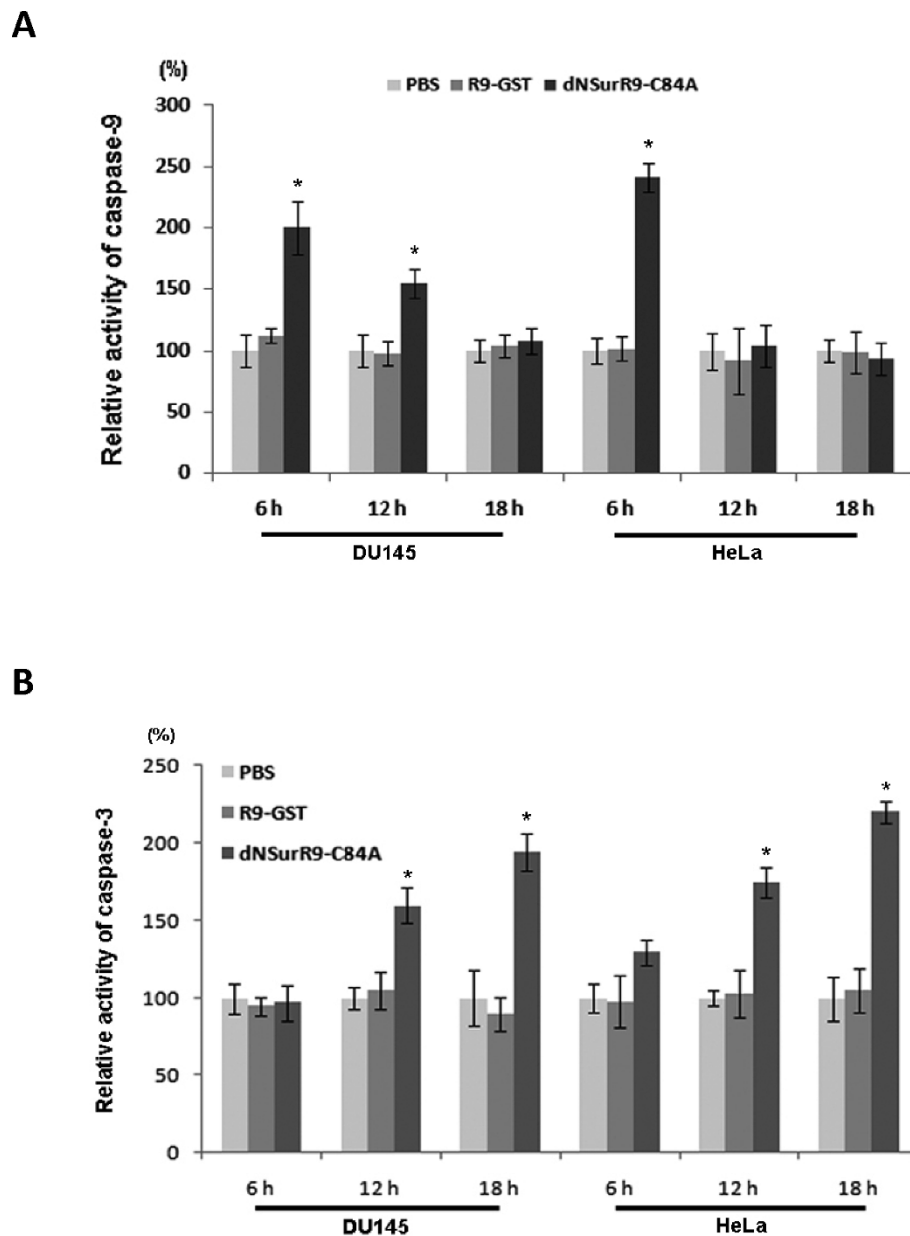 A
(%)
PBS R9-GST dNSurR9-C84A
Relative activity of caspase-9
300
250
200
150
100
50
0
* * *
6 h 12 h 18 h 6 h 12 h 18 h
DU145 HeLa
B
(%)
PBS
R9-GST
dNSurR9-C84A
Relative activity of caspase-3
250
200
150
100
50
0
* * * *
6 h 12 h 18 h 6 h 12 h 18 h
DU145 HeLa